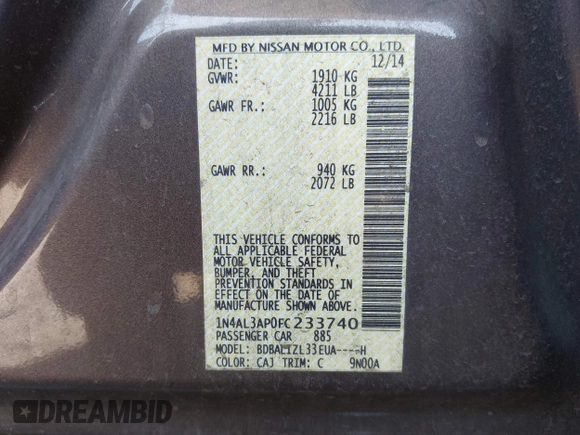 MFD BY NISSAN MOTOR CO., LTD.
DATE: 12/14
GVWR: 1910 KG
4211 LB
GAWR FR.: 1005 KG
2216 LB
GAWR RR.: 940 KG
2072 LB
THIS VEHICLE CONFORMS TO
ALL APPLICABLE FEDERAL
MOTOR VEHICLE SAFETY,
BUMPER, AND THEFT
PREVENTION STANDARDS IN
EFFECT ON THE DATE OF
MANUFACTURE SHOWN ABOVE.
1N4AL3AP0FC233740
PASSENGER CAR 885
MODEL: BDBALIZL33EUA----H
COLOR: CAJ TRIM: C 9N00A
DREAMBID